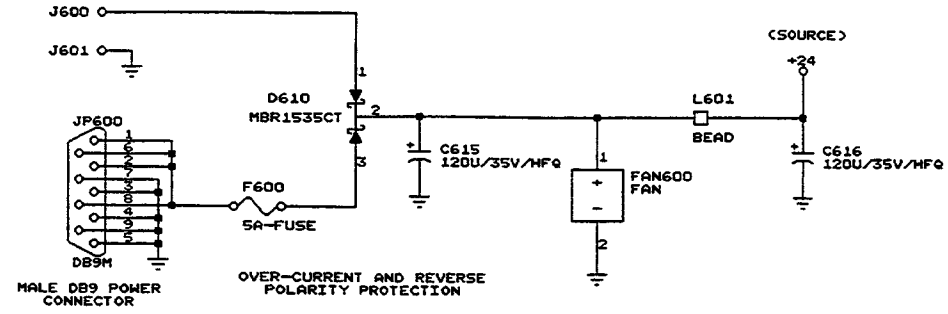 J600
J601
(SOURCE)
+24
1
D610
MBR1535CT
2
3
L601
BEAD
+
C615
120U/35V/HFQ
+
C616
120U/35V/HFQ
JP600
1
6
2
7
3
8
4
9
5
DB9M
F600
5A-FUSE
1
+
-
2
FAN600
FAN
MALE DB9 POWER
CONNECTOR
OVER-CURRENT AND REVERSE
POLARITY PROTECTION